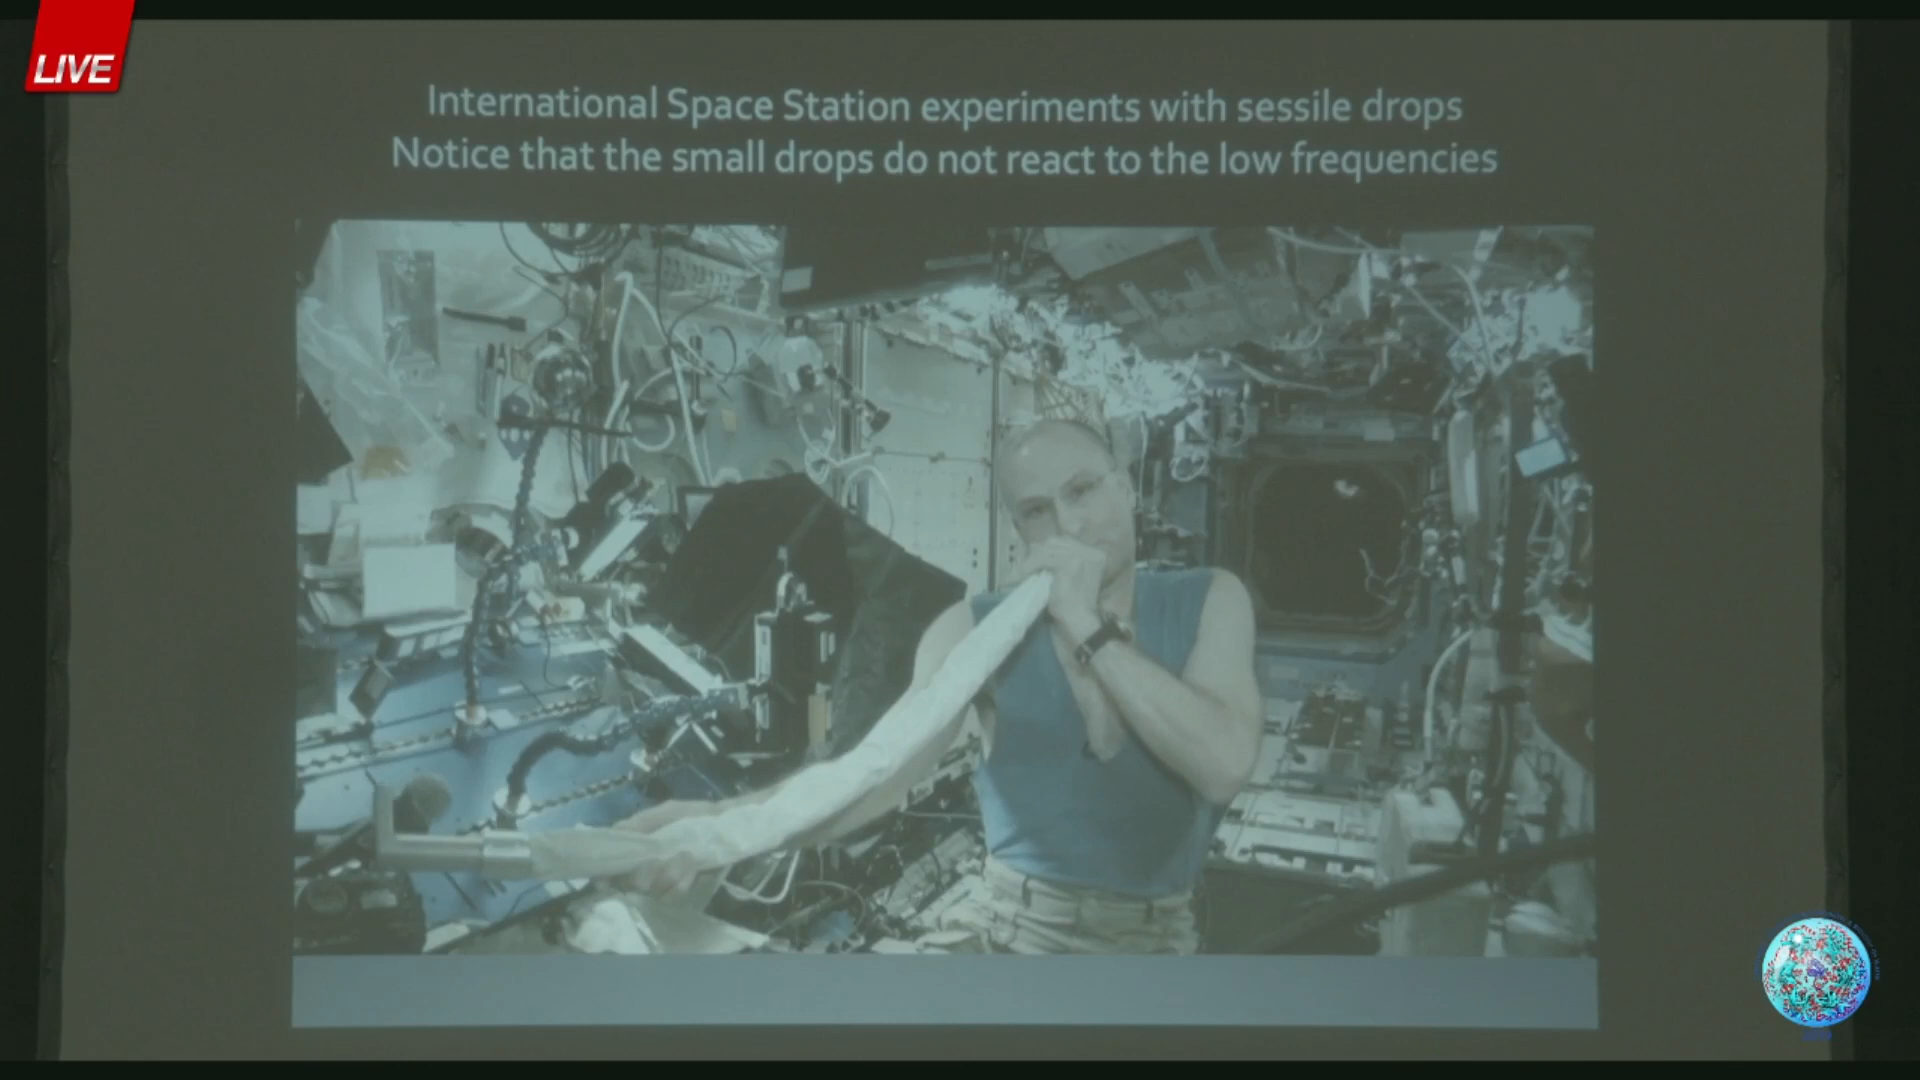 LIVE
International Space Station experiments with sessile drops
Notice that the small drops do not react to the low frequencies